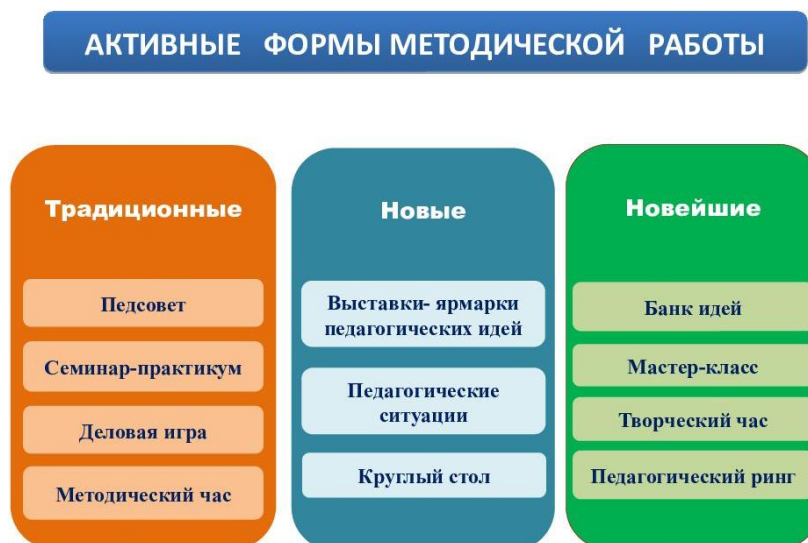 АКТИВНЫЕ ФОРМЫ МЕТОДИЧЕСКОЙ РАБОТЫ
Традиционные
Педсовет
Семинар-практикум
Деловая игра
Методический час
Новые
Выставки- ярмарки
педагогических идей
Педагогические
ситуации
Круглый стол
Новейшие
Банк идей
Мастер-класс
Творческий час
Педагогический ринг